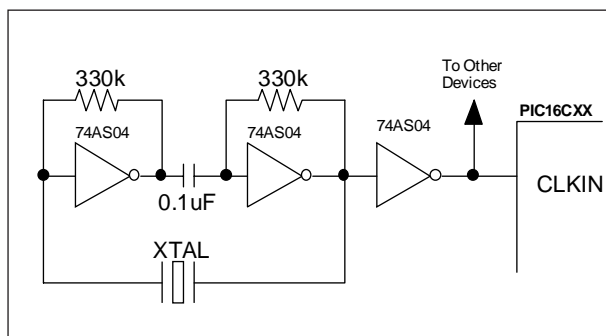 330k
330k
To Other
Devices
74AS04
74AS04
74AS04
PIC16CXX
CLKIN
0.1uF
XTAL